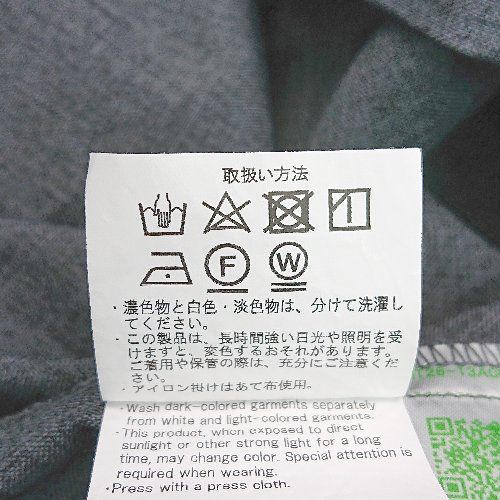 取扱い方法
F
W
・濃色物と白色・淡色物は、分けて洗濯し
てください。
・この製品は、長時間強い日光や照明を受
けますと、変色するおそれがあります。
ご着用や保管の際は、充分にご注意くだ
さい。
・アイロン掛けはあて布使用。
・Wash dark-colored garments separately
from white and light-colored garments.
・This product, when exposed to direct
sunlight or other strong light for a long
time, may change color. Special attention is
required when wearing.
・Press with a press cloth.